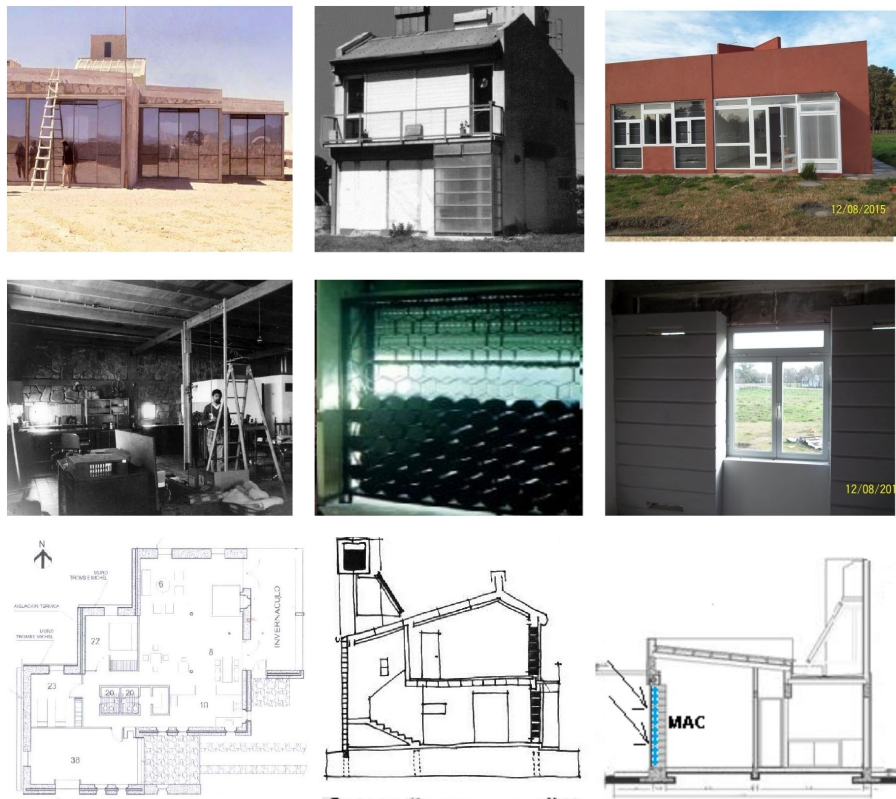 12/08/2015
12/08/201
N
MURO
TROMBE MICHEL
AISLACION TERMICA
MURO
TROMBE MICHEL
6
22
8
INVERNACULO
23
20 20
10
38
MAC